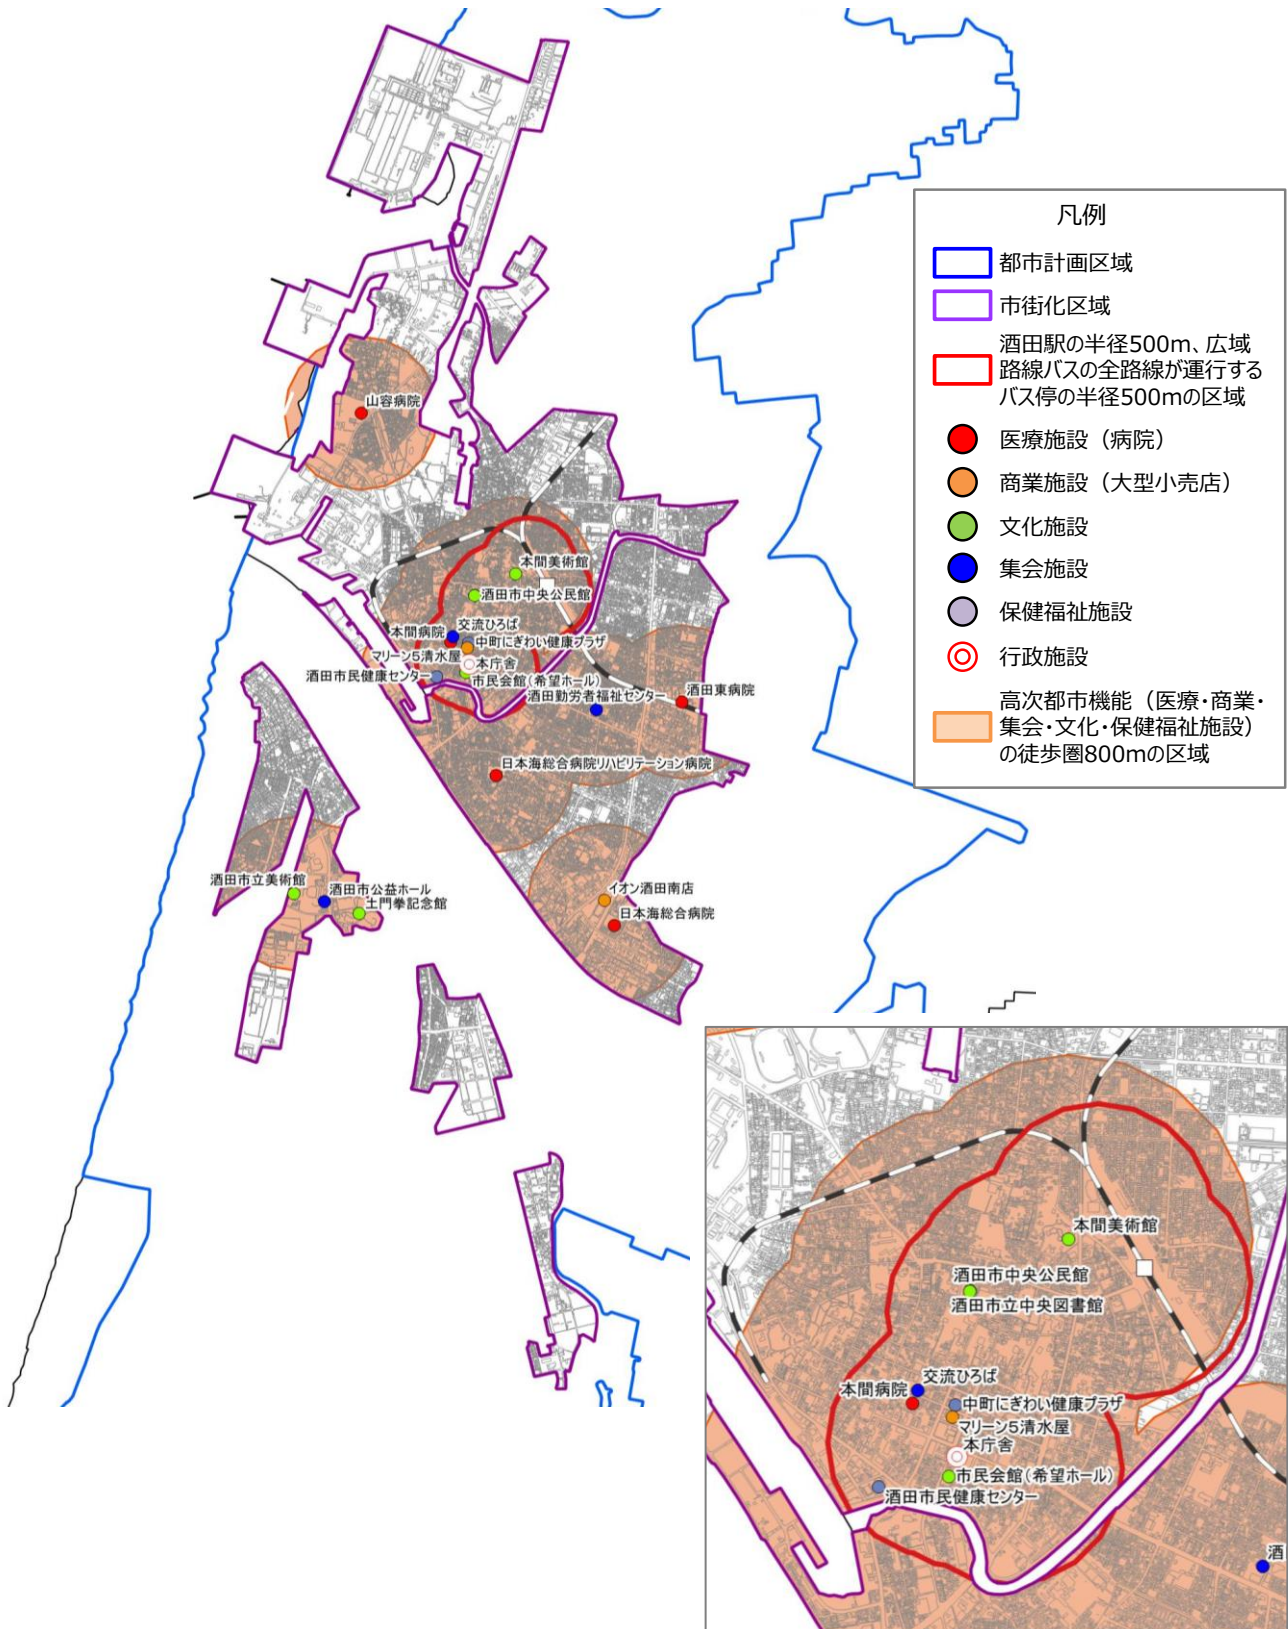 凡例
都市計画区域
市街化区域
酒田駅の半径500m、広域
路線バスの全路線が運行する
バス停の半径500mの区域
医療施設（病院）
商業施設（大型小売店）
文化施設
集会施設
保健福祉施設
行政施設
高次都市機能（医療・商業・
集会・文化・保健福祉施設）
の徒歩圏800mの区域
山容病院
本間美術館
酒田市中央公民館
交流ひろば
本間病院
中町にぎわい健康プラザ
マリーン5清水屋
本庁舎
酒田市民健康センター
市民会館(希望ホール)
酒田勤労者福祉センター
酒田東病院
日本海総合病院リハビリテーション病院
酒田市立美術館
酒田市公益ホール
土門拳記念館
イオン酒田南店
日本海総合病院
本間美術館
酒田市中央公民館
酒田市立中央図書館
交流ひろば
本間病院
中町にぎわい健康プラザ
マリーン5清水屋
本庁舎
市民会館(希望ホール)
酒田市民健康センター
酒